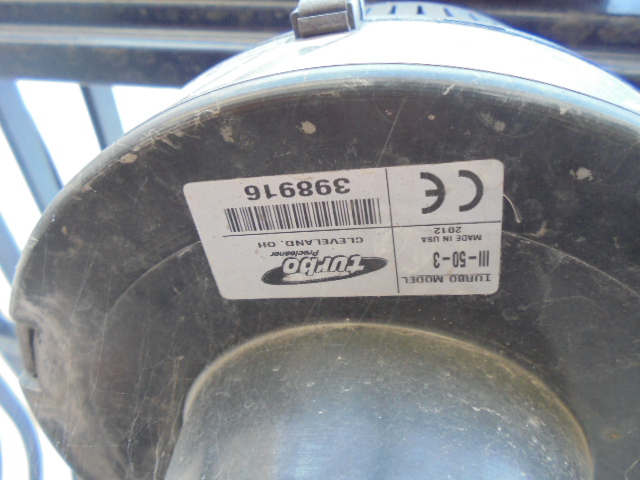 TURBO MODEL
III-50-3
MADE IN USA
2012
CE
turbo
Precleaner
CLEVELAND, OH
398916